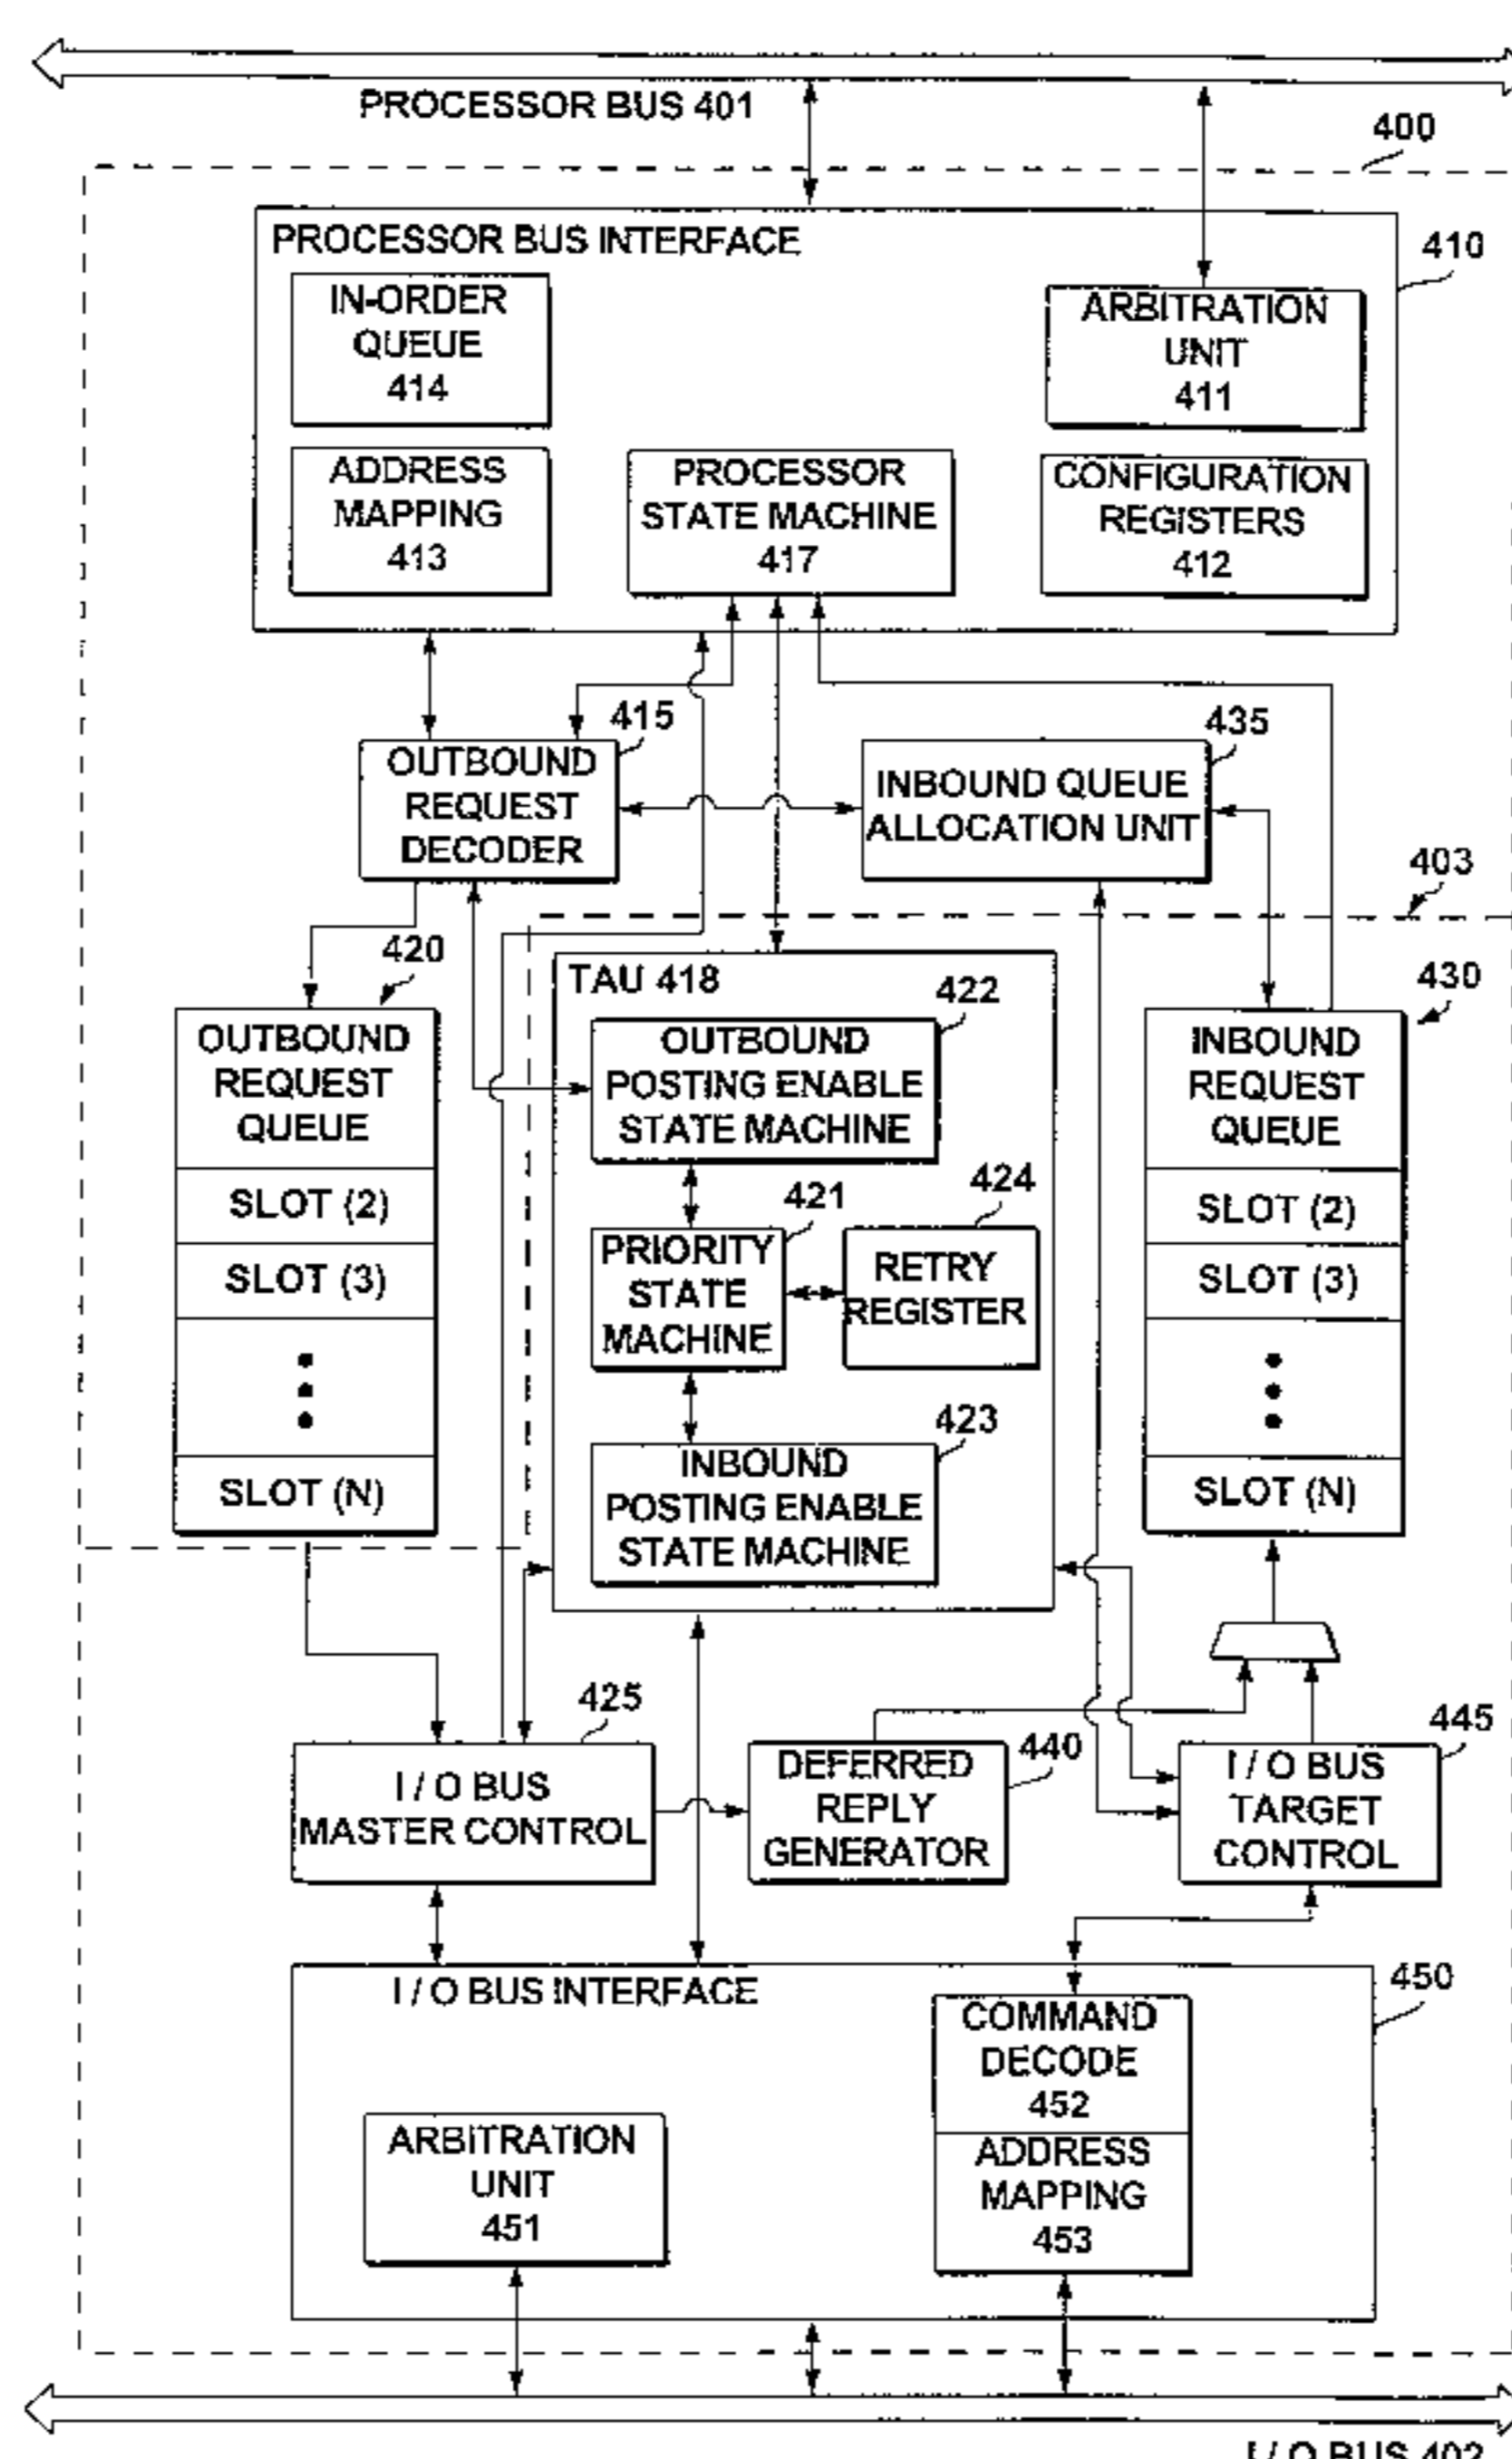 PROCESSOR BUS 401
400
PROCESSOR BUS INTERFACE
410
IN-ORDER
QUEUE
414
ARBITRATION
UNIT
411
ADDRESS
MAPPING
413
PROCESSOR
STATE MACHINE
417
CONFIGURATION
REGISTERS
412
415
435
OUTBOUND
REQUEST
DECODER
INBOUND QUEUE
ALLOCATION UNIT
403
420
TAU 418
422
430
OUTBOUND
REQUEST
QUEUE
SLOT (2)
SLOT (3)
SLOT (N)
OUTBOUND
POSTING ENABLE
STATE MACHINE
421
424
PRIORITY
STATE
MACHINE
RETRY
REGISTER
423
INBOUND
POSTING ENABLE
STATE MACHINE
INBOUND
REQUEST
QUEUE
SLOT (2)
SLOT (3)
SLOT (N)
425
440
445
I / O BUS
MASTER CONTROL
DEFERRED
REPLY
GENERATOR
I / O BUS
TARGET
CONTROL
I / O BUS INTERFACE
450
COMMAND
DECODE
452
ARBITRATION
UNIT
451
ADDRESS
MAPPING
453
I / O BUS 402